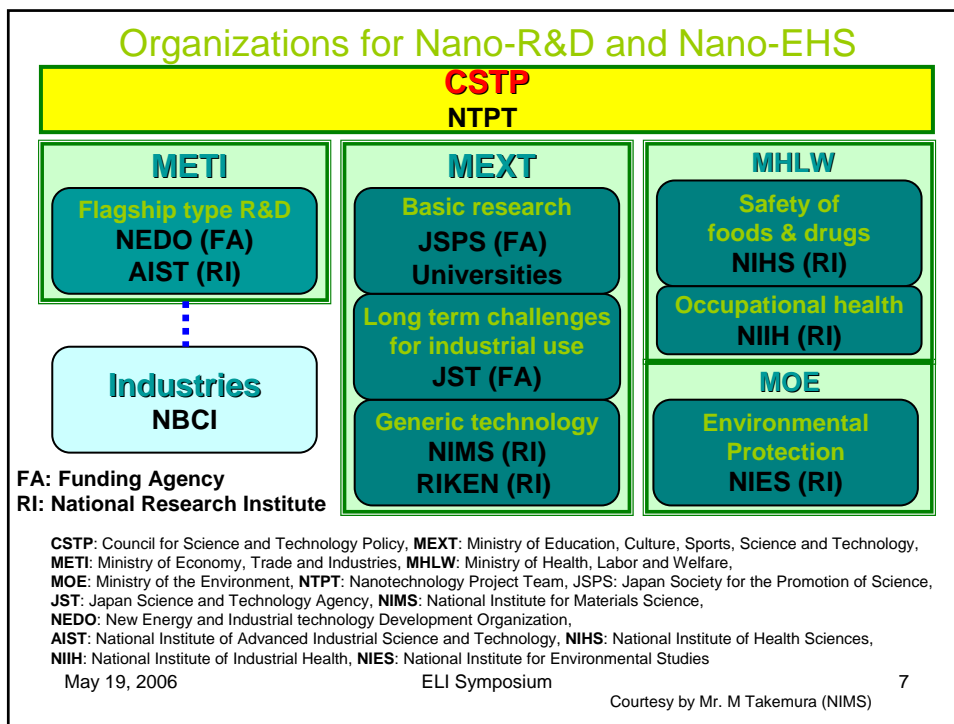 Organizations for Nano-R&D and Nano-EHS
CSTP
NTPT
METI
Flagship type R&D
NEDO (FA)
AIST (RI)
Industries
NBCI
FA: Funding Agency
RI: National Research Institute
MEXT
Basic research
JSPS (FA)
Universities
Long term challenges
for industrial use
JST (FA)
Generic technology
NIMS (RI)
RIKEN (RI)
MHLW
Safety of
foods & drugs
NIHS (RI)
Occupational health
NIIH (RI)
MOE
Environmental
Protection
NIES (RI)
CSTP: Council for Science and Technology Policy, MEXT: Ministry of Education, Culture, Sports, Science and Technology,
METI: Ministry of Economy, Trade and Industries, MHLW: Ministry of Health, Labor and Welfare,
MOE: Ministry of the Environment, NTPT: Nanotechnology Project Team, JSPS: Japan Society for the Promotion of Science,
JST: Japan Science and Technology Agency, NIMS: National Institute for Materials Science,
NEDO: New Energy and Industrial technology Development Organization,
AIST: National Institute of Advanced Industrial Science and Technology, NIHS: National Institute of Health Sciences,
NIIH: National Institute of Industrial Health, NIES: National Institute for Environmental Studies
May 19, 2006 ELI Symposium 7
Courtesy by Mr. M Takemura (NIMS)